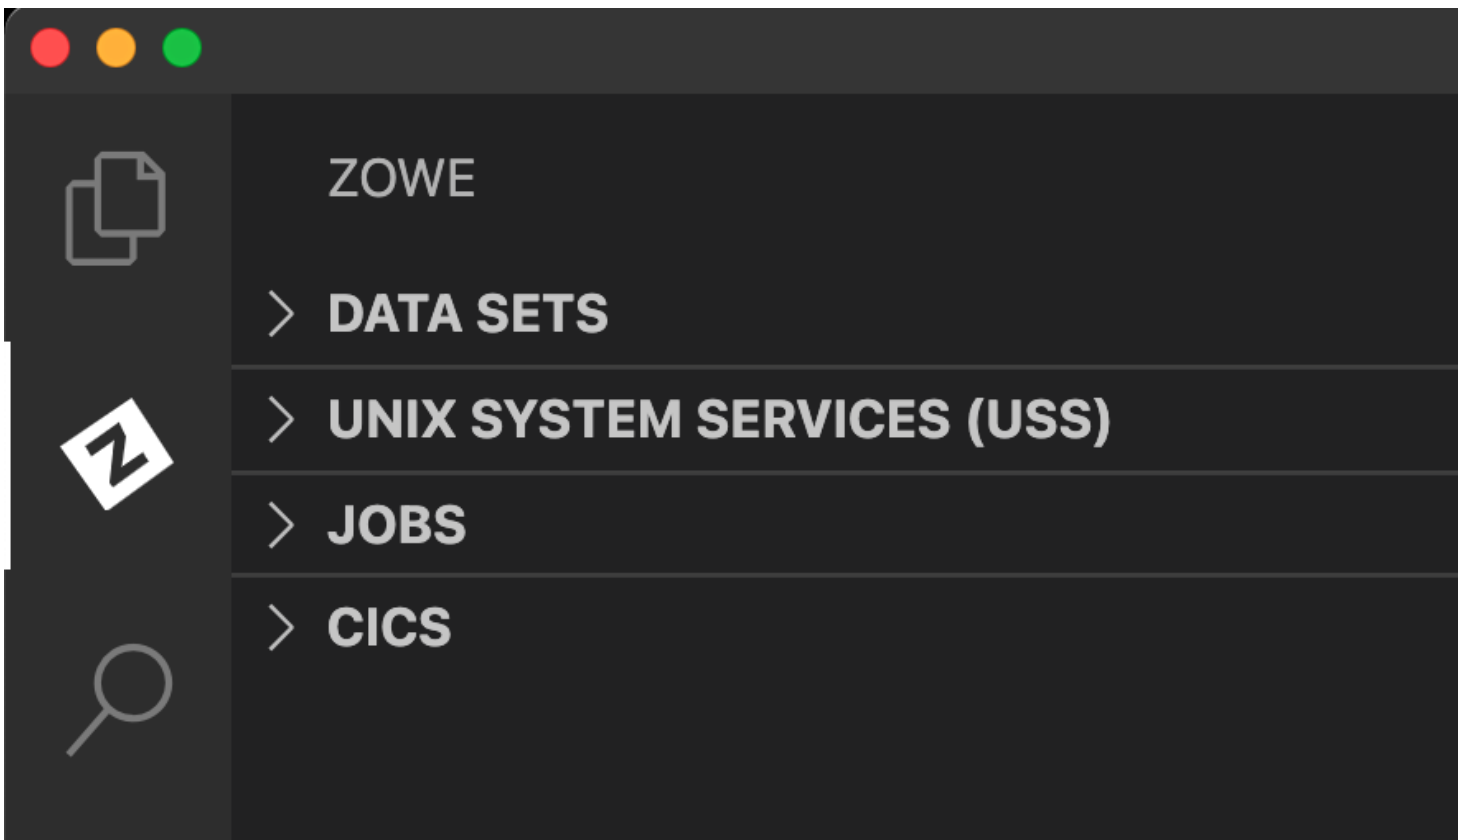 ZOWE
DATA SETS
UNIX SYSTEM SERVICES (USS)
Z
JOBS
CICS